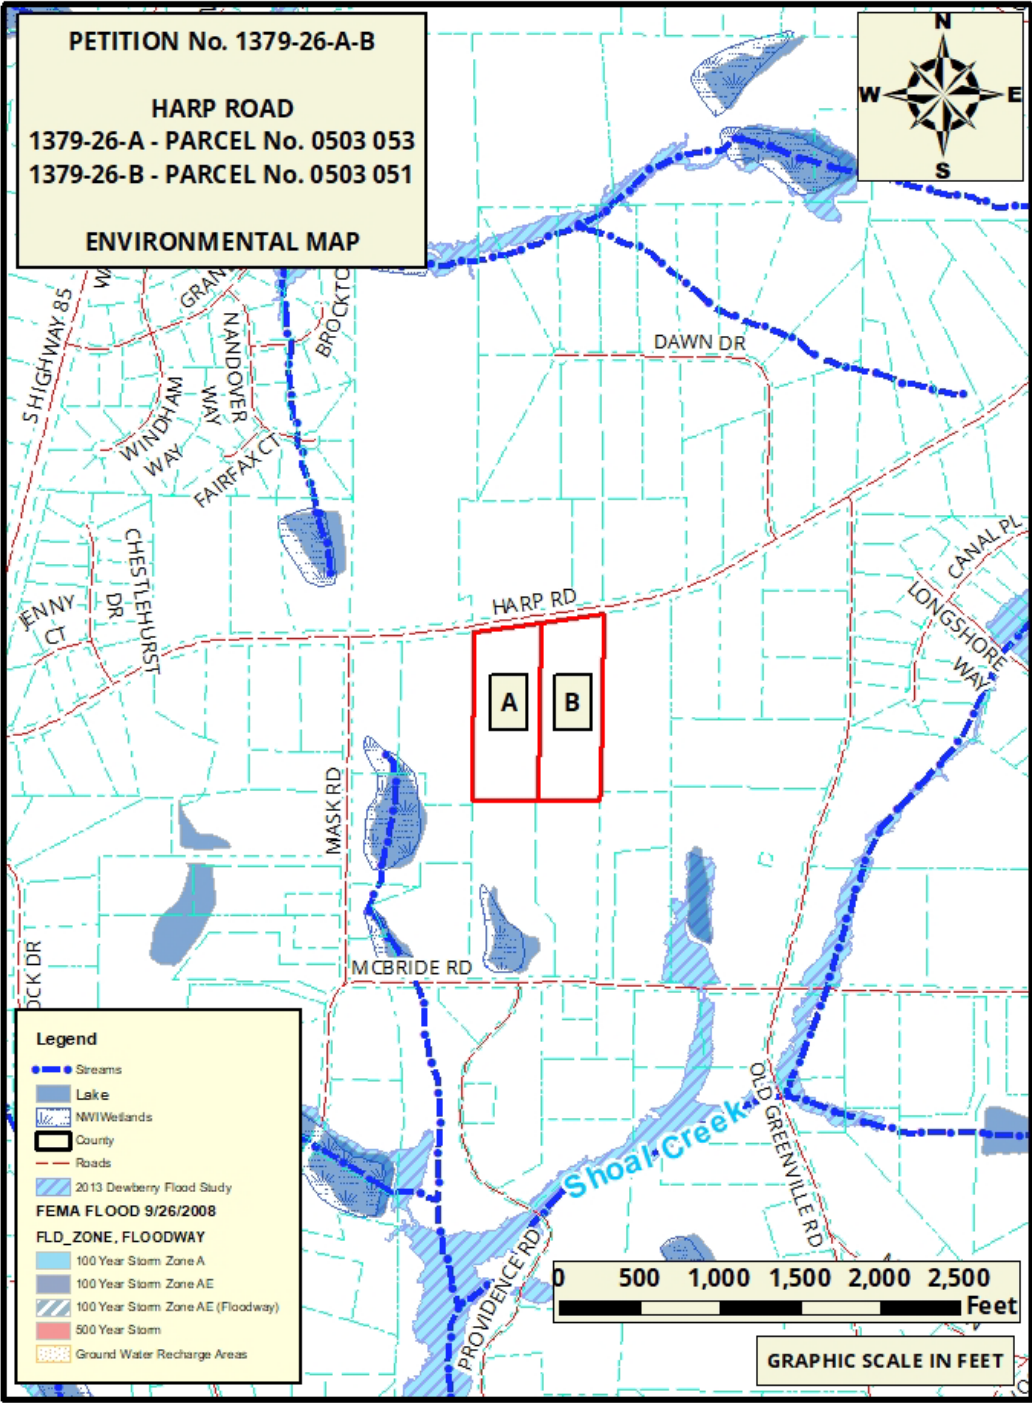 PETITION No. 1379-26-A-B
HARP ROAD
1379-26-A - PARCEL No. 0503 053
1379-26-B - PARCEL No. 0503 051
ENVIRONMENTAL MAP
N
W
E
S
S HIGHWAY 85
NANDOVER
WAY
WINDHAM
WAY
FAIRFAX CT
DAWN DR
CHESTLEHURST
DR
JENNY
CT
HARP RD
CANAL PL
LONGSHORE
WAY
A
B
MASK RD
MCBRIDE RD
OLD GREENVILLE RD
Shoal Creek
PROVIDENCE RD
Legend
Streams
Lake
NWI Wetlands
County
Roads
2013 Dewberry Flood Study
FEMA FLOOD 9/26/2008
FLD_ZONE, FLOODWAY
100 Year Storm Zone A
100 Year Storm Zone AE
100 Year Storm Zone AE (Floodway)
500 Year Storm
Ground Water Recharge Areas
0 500 1,000 1,500 2,000 2,500
Feet
GRAPHIC SCALE IN FEET